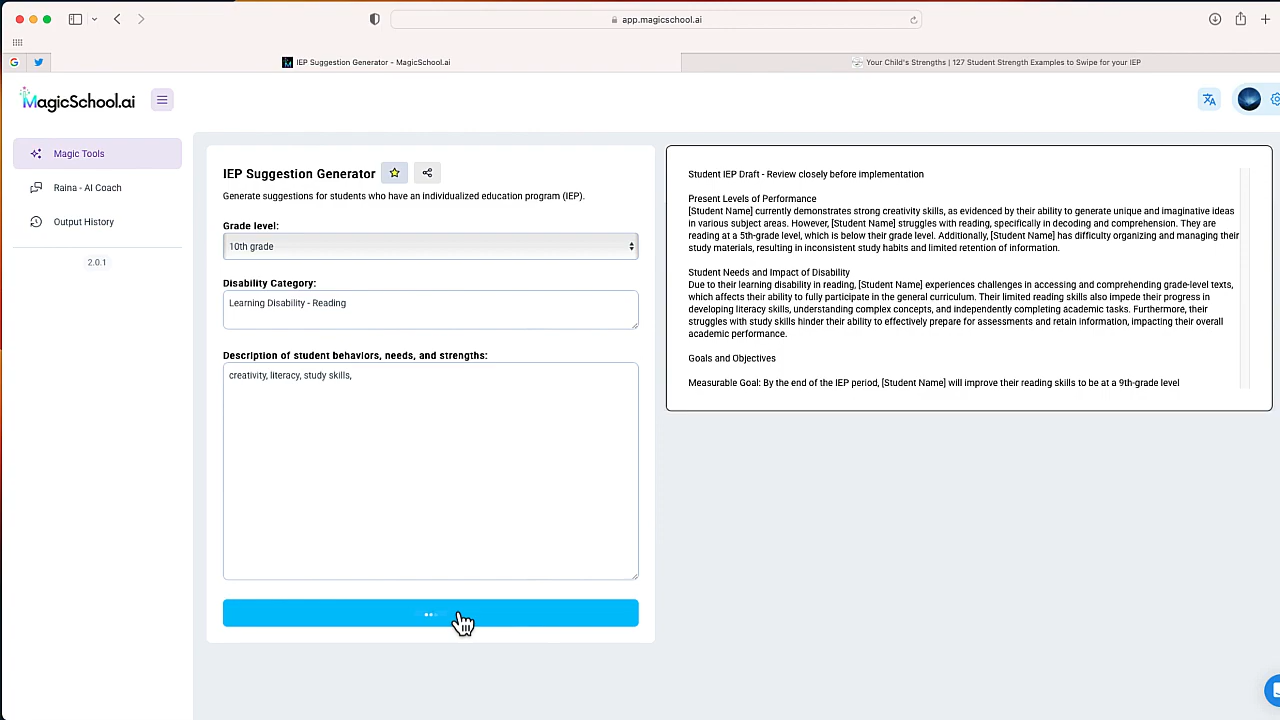 app.magicschool.ai
IEP Suggestion Generator - MagicSchool.ai
Your Child's Strengths | 127 Student Strength Examples to Swipe for your IEP
MagicSchool.ai
Magic Tools
Raina - AI Coach
Output History
2.0.1
IEP Suggestion Generator
Generate suggestions for students who have an individualized education program (IEP).
Grade level:
10th grade
Disability Category:
Learning Disability - Reading
Description of student behaviors, needs, and strengths:
creativity, literacy, study skills,
Student IEP Draft - Review closely before implementation
Present Levels of Performance
[Student Name] currently demonstrates strong creativity skills, as evidenced by their ability to generate unique and imaginative ideas
in various subject areas. However, [Student Name] struggles with reading, specifically in decoding and comprehension. They are
reading at a 5th-grade level, which is below their grade level. Additionally, [Student Name] has difficulty organizing and managing their
study materials, resulting in inconsistent study habits and limited retention of information.
Student Needs and Impact of Disability
Due to their learning disability in reading, [Student Name] experiences challenges in accessing and comprehending grade-level texts,
which affects their ability to fully participate in the general curriculum. Their limited reading skills also impede their progress in
developing literacy skills, understanding complex concepts, and independently completing academic tasks. Furthermore, their
struggles with study skills hinder their ability to effectively prepare for assessments and retain information, impacting their overall
academic performance.
Goals and Objectives
Measurable Goal: By the end of the IEP period, [Student Name] will improve their reading skills to be at a 9th-grade level